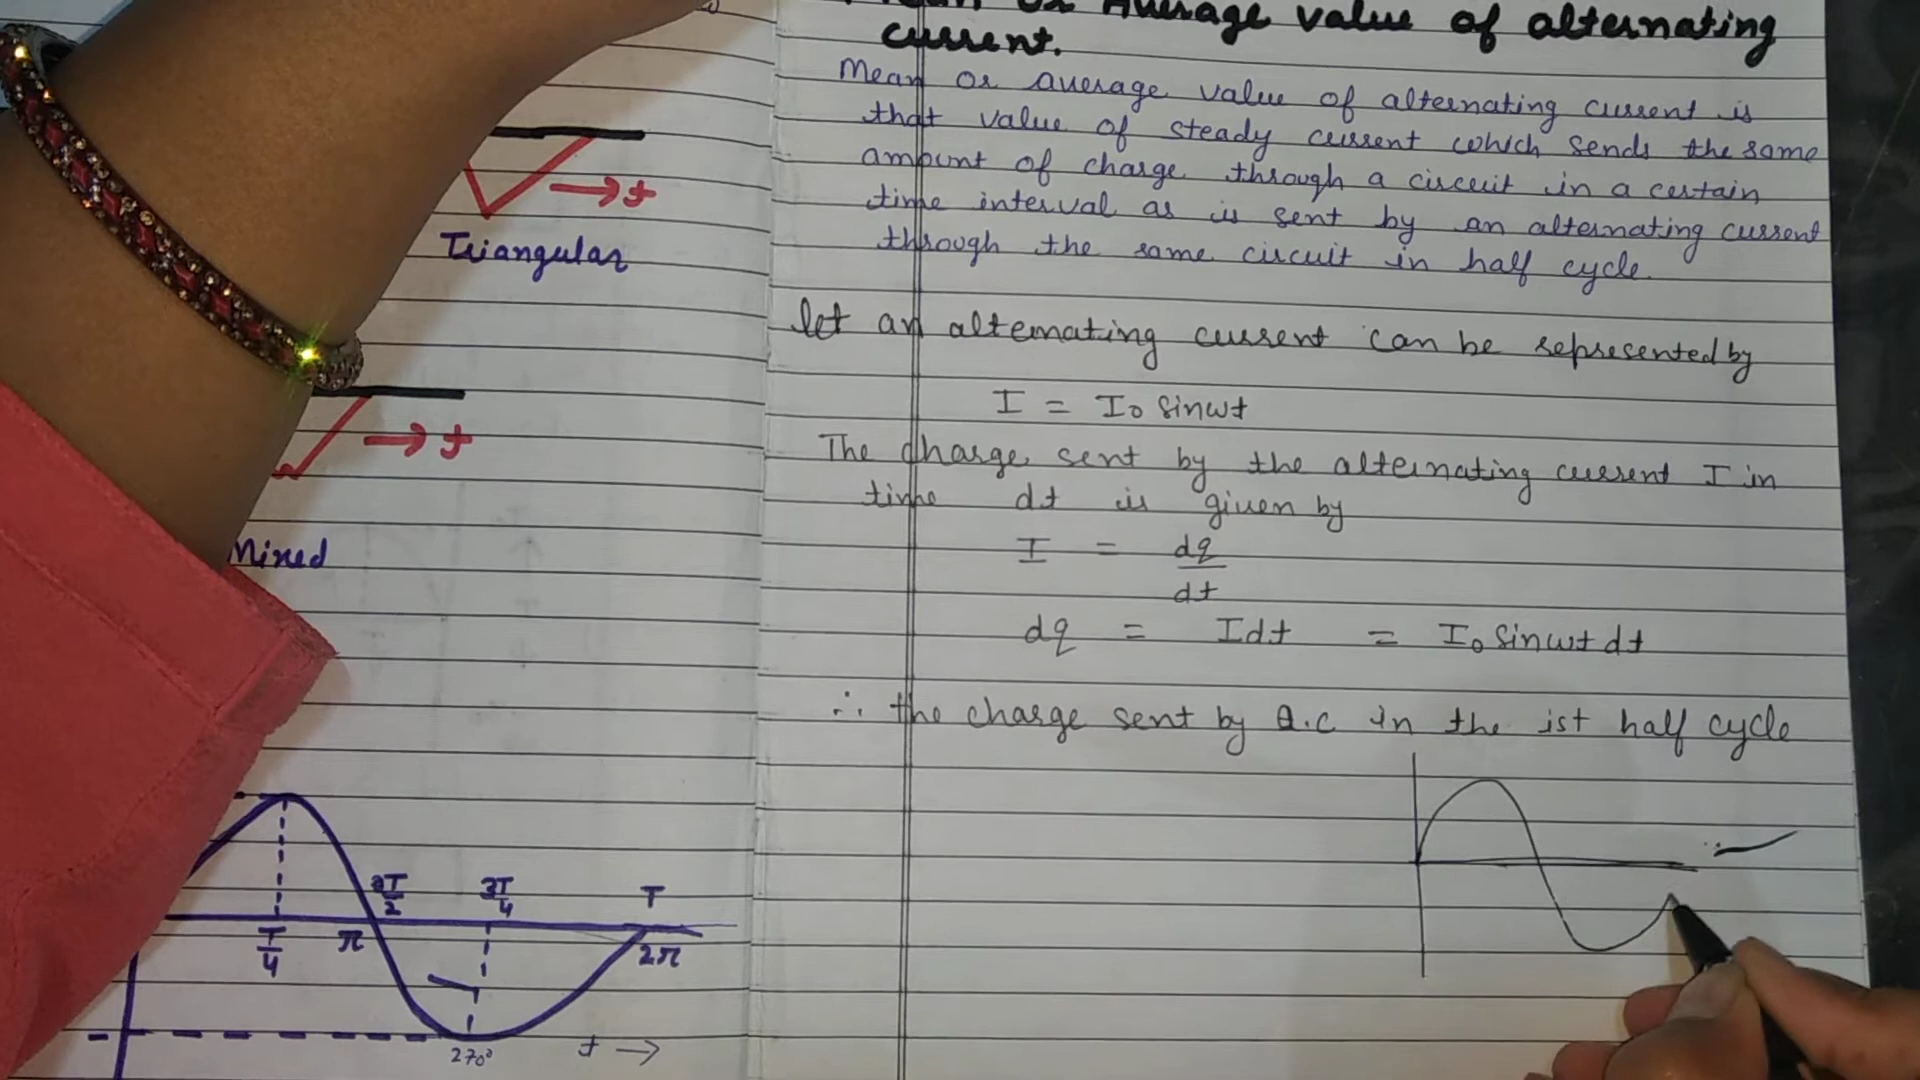 → t
Triangular
→ t
Mixed
T/4
π
2T/2
3T/4
T
2π
270°
t →
or Average value of alternating
current.
Mean or average value of alternating current is
that value of steady current which sends the same
amount of charge through a circuit in a certain
time interval as is sent by an alternating current
through the same circuit in half cycle.
let an alternating current can be represented by
I = I₀ sinωt
The charge sent by the alternating current I in
time dt is given by
I = dq/dt
dq = Idt = I₀ sinωt dt
∴ the charge sent by a.c in the ist half cycle